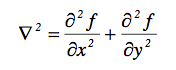 ∇² = ∂²f/∂x² + ∂²f/∂y²